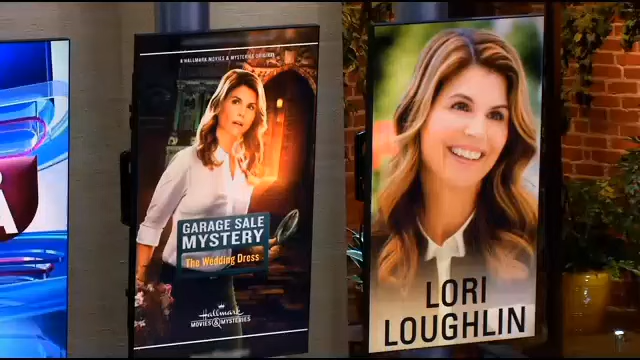 A HALLMARK MOVIES & MYSTERIES ORIGINAL
GARAGE SALE
MYSTERY
The Wedding Dress
Hallmark
MOVIES & MYSTERIES
LORI
LOUGHLIN